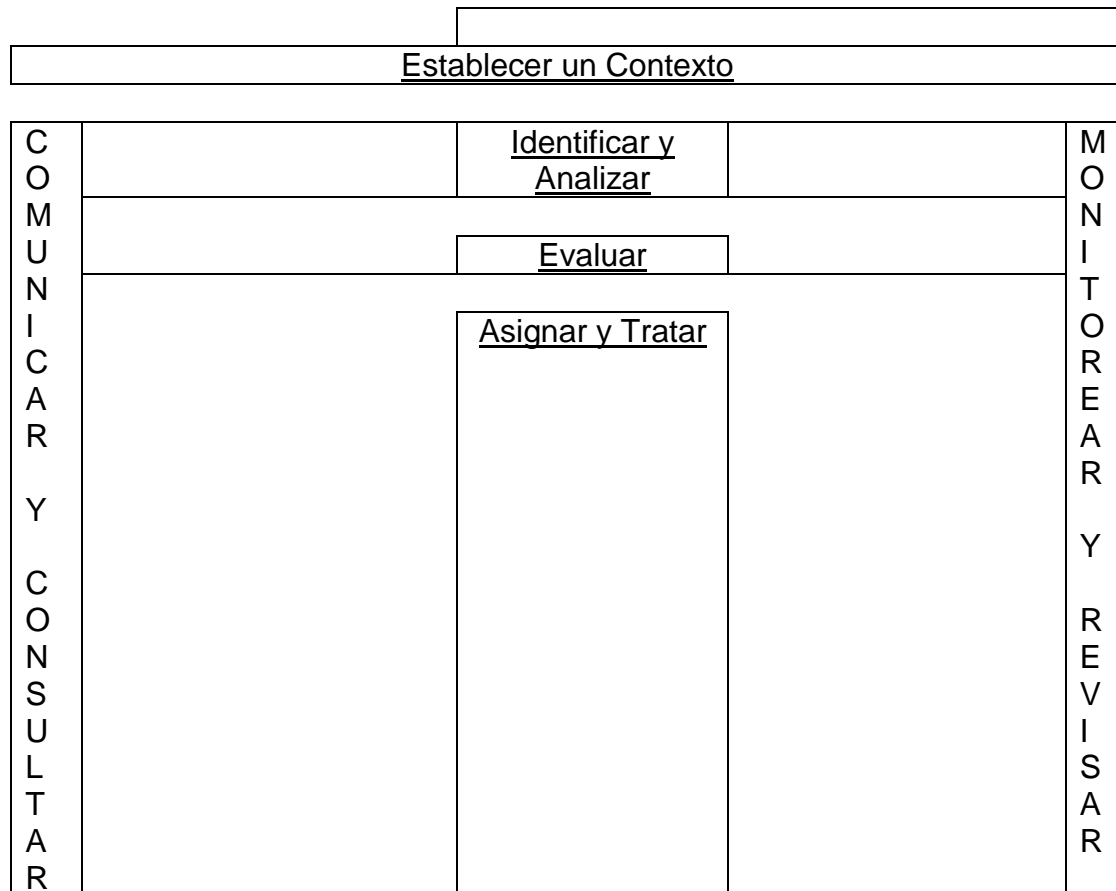 Establecer un Contexto
COMUNICAR Y CONSULTAR
Identificar y
Analizar
Evaluar
Asignar y Tratar
MONITOREAR Y REVISAR